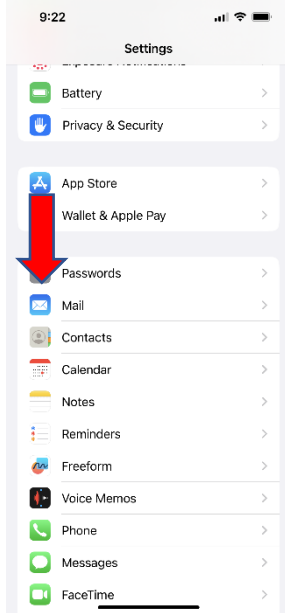 9:22
Settings
Battery
Privacy & Security
App Store
Wallet & Apple Pay
Passwords
Mail
Contacts
Calendar
Notes
Reminders
Freeform
Voice Memos
Phone
Messages
FaceTime